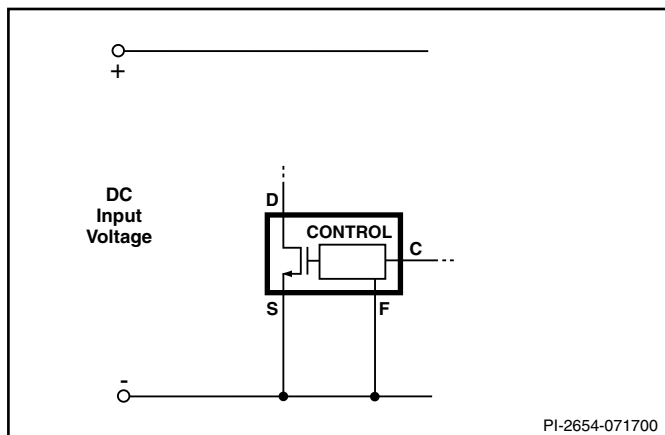 +
D
DC
Input
Voltage
CONTROL
C
S
F
-
PI-2654-071700